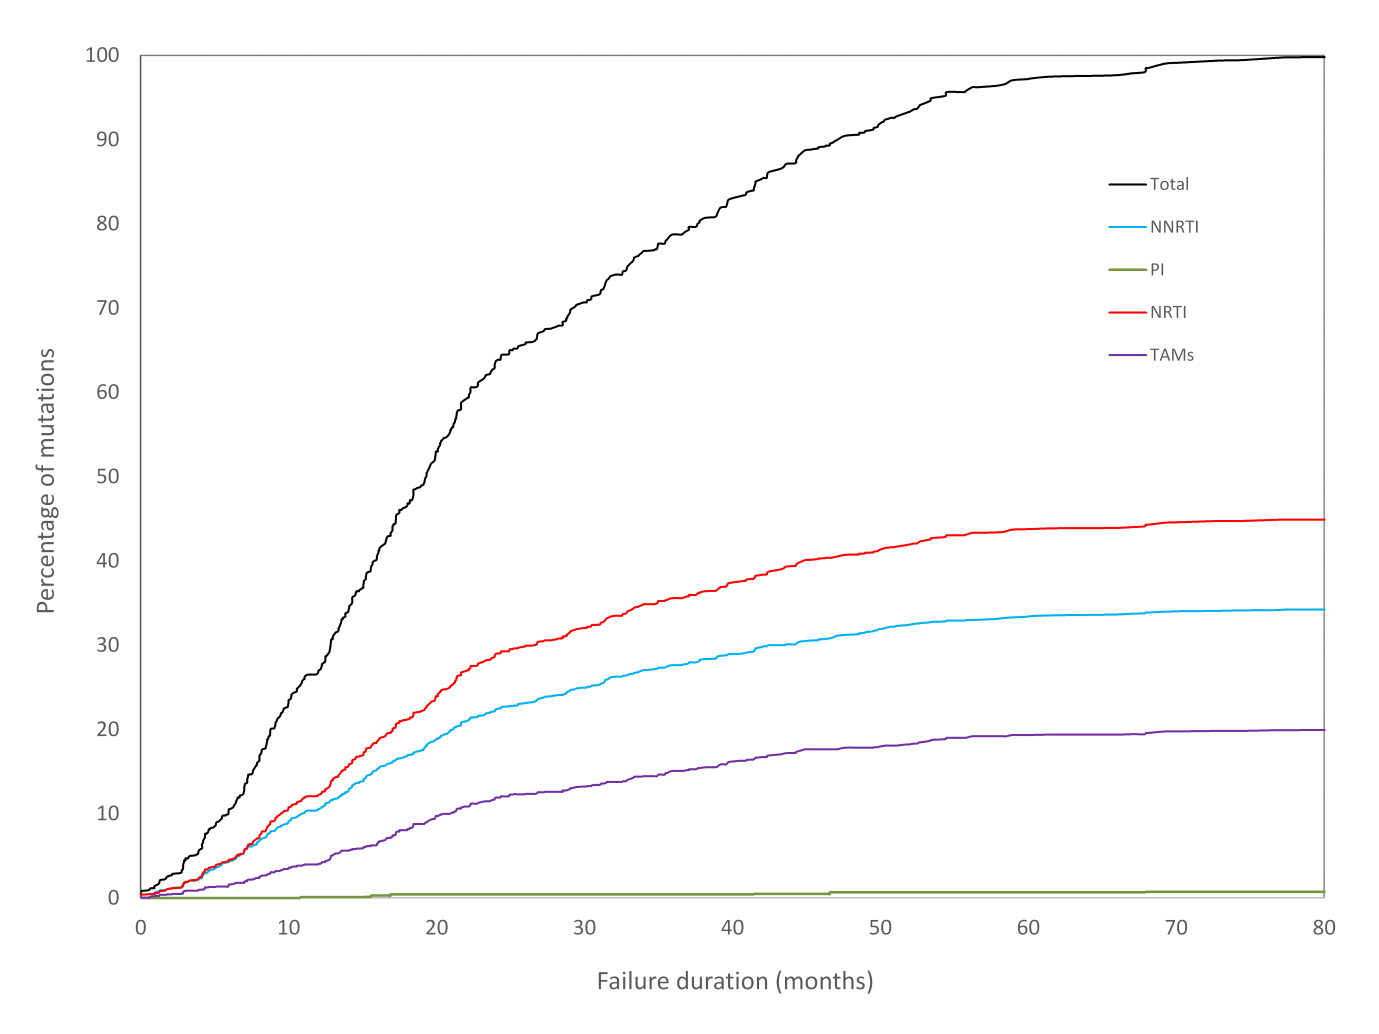 100
90
80
70
60
50
40
30
20
10
0
Percentage of mutations
Total
NNRTI
PI
NRTI
TAMs
0 10 20 30 40 50 60 70 80
Failure duration (months)